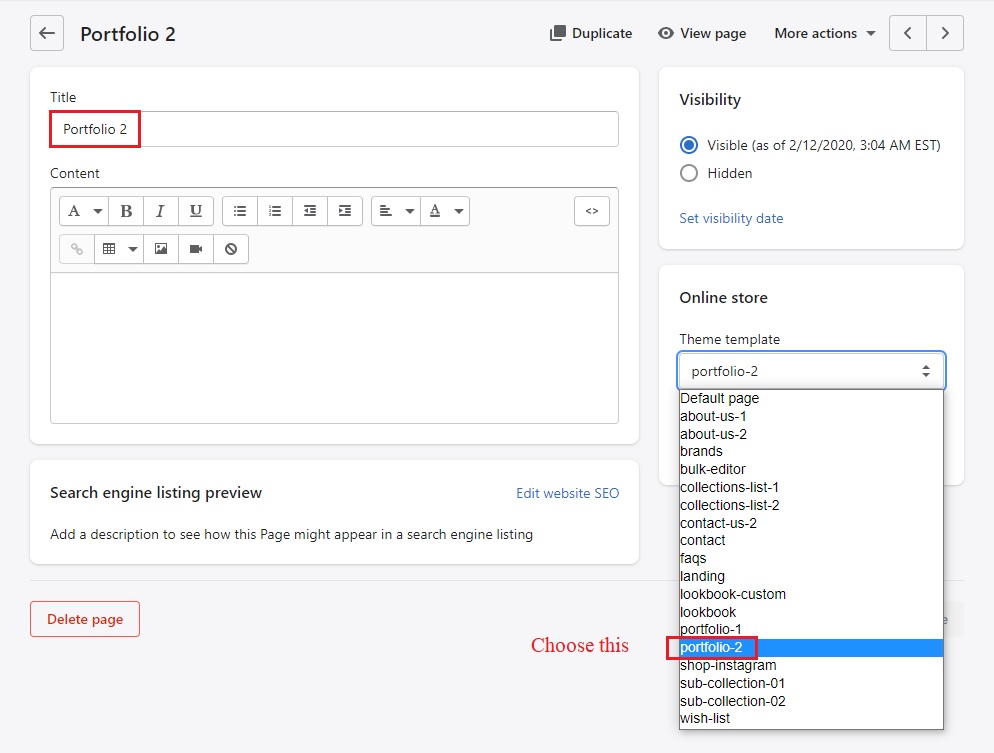 Portfolio 2
Duplicate
View page
More actions
Title
Portfolio 2
Content
A
B
I
U
A
<>
Search engine listing preview
Edit website SEO
Add a description to see how this Page might appear in a search engine listing
Delete page
Visibility
Visible (as of 2/12/2020, 3:04 AM EST)
Hidden
Set visibility date
Online store
Theme template
portfolio-2
Default page
about-us-1
about-us-2
brands
bulk-editor
collections-list-1
collections-list-2
contact-us-2
contact
faqs
landing
lookbook-custom
lookbook
portfolio-1
Choose this
portfolio-2
shop-instagram
sub-collection-01
sub-collection-02
wish-list